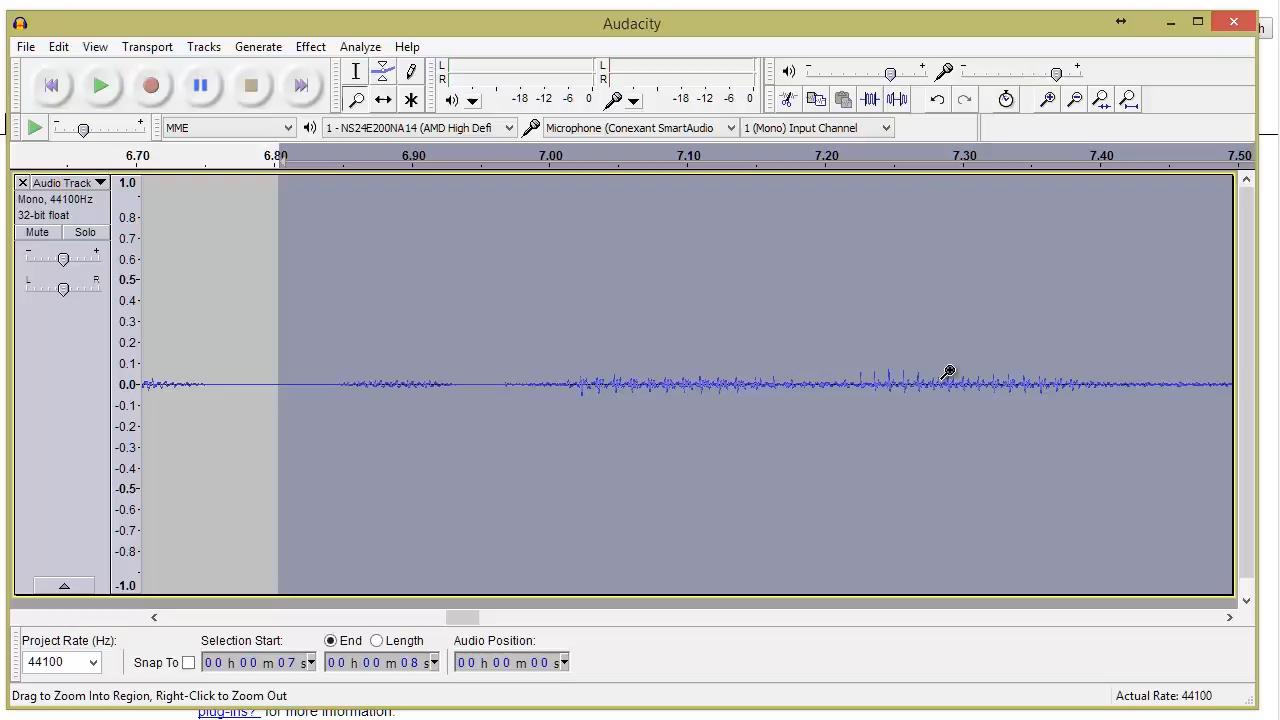 Audacity
File Edit View Transport Tracks Generate Effect Analyze Help
L
R
-18 -12 -6 0
L
R
-18 -12 -6 0
MME
1 - NS24E200NA14 (AMD High Defi
Microphone (Conexant SmartAudio
1 (Mono) Input Channel
6.70 6.80 6.90 7.00 7.10 7.20 7.30 7.40 7.50
Audio Track
Mono, 44100Hz
32-bit float
Mute Solo
- +
L R
1.0
0.8
0.7
0.5
0.4
0.3
0.2
0.1
0.0
-0.1
-0.2
-0.3
-0.4
-0.5
-0.6
-0.7
-0.8
-1.0
Project Rate (Hz): Selection Start: End Length Audio Position:
44100 Snap To 00 h 00 m 07 s 00 h 00 m 08 s 00 h 00 m 00 s
Drag to Zoom Into Region, Right-Click to Zoom Out Actual Rate: 44100
plug-ins?" for more information.